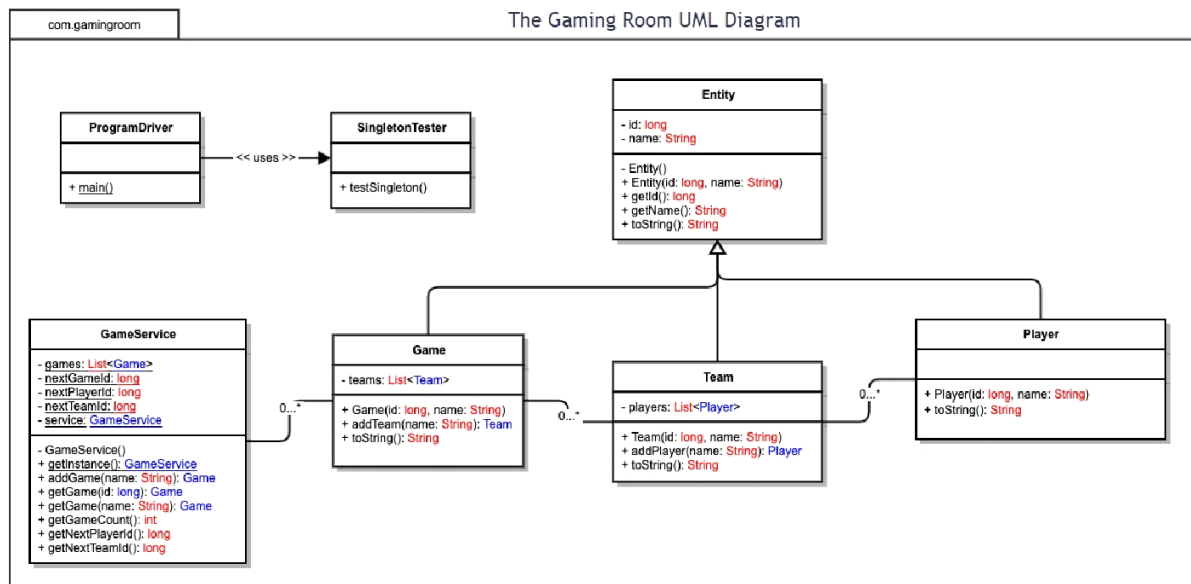 com.gamingroom
The Gaming Room UML Diagram
ProgramDriver
+ main()
<< uses >>
SingletonTester
+ testSingleton()
Entity
- id: long
- name: String
- Entity()
+ Entity(id: long, name: String)
+ getId(): long
+ getName(): String
+ toString(): String
GameService
- games: List<Game>
- nextGameId: long
- nextPlayerId: long
- nextTeamId: long
- service: GameService
- GameService()
+ getInstance(): GameService
+ addGame(name: String): Game
+ getGame(id: long): Game
+ getGame(name: String): Game
+ getGameCount(): int
+ getNextPlayerId(): long
+ getNextTeamId(): long
0...*
Game
- teams: List<Team>
+ Game(id: long, name: String)
+ addTeam(name: String): Team
+ toString(): String
0...*
Team
- players: List<Player>
+ Team(id: long, name: String)
+ addPlayer(name: String): Player
+ toString(): String
0...*
Player
+ Player(id: long, name: String)
+ toString(): String